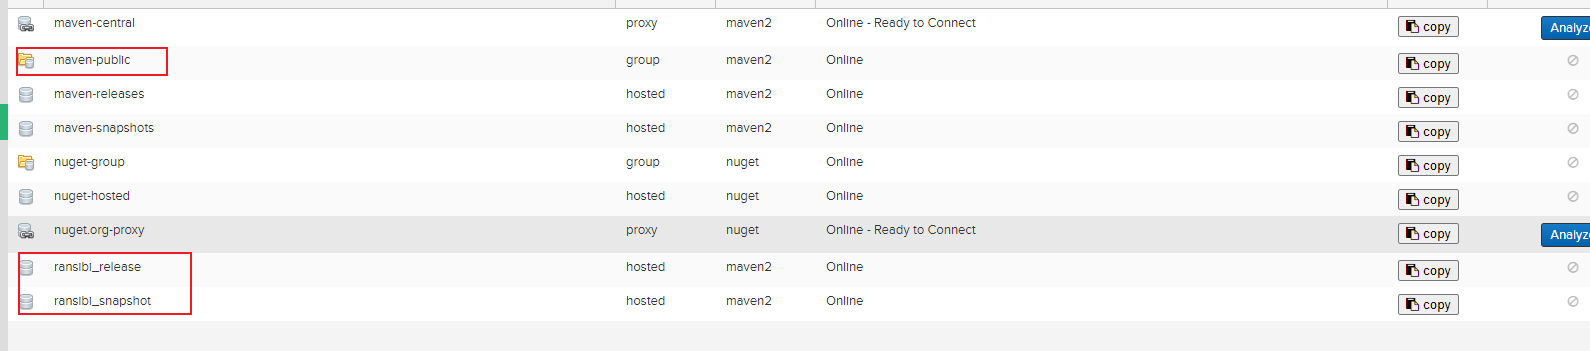 maven-central proxy maven2 Online - Ready to Connect copy Analyz
maven-public group maven2 Online copy
maven-releases hosted maven2 Online copy
maven-snapshots hosted maven2 Online copy
nuget-group group nuget Online copy
nuget-hosted hosted nuget Online copy
nuget.org-proxy proxy nuget Online - Ready to Connect copy Analyz
ransibl_release hosted maven2 Online copy
ransibl_snapshot hosted maven2 Online copy